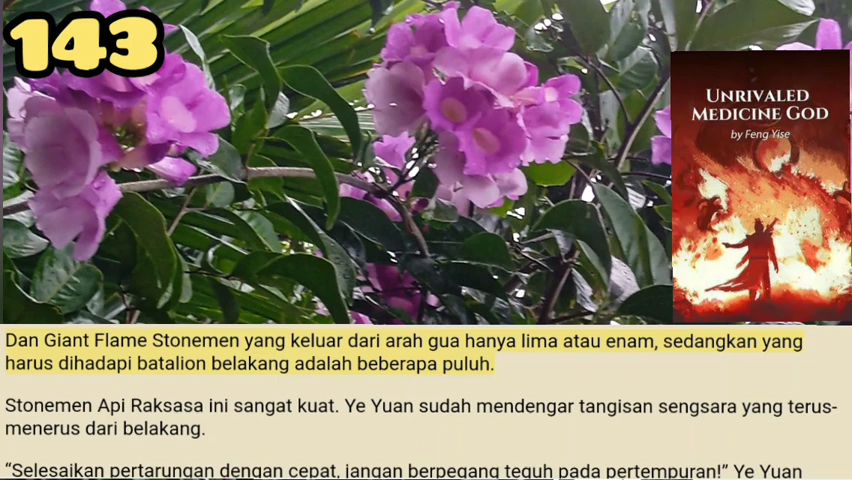 143
UNRIVALED
MEDICINE GOD
by Feng Yise
Dan Giant Flame Stonemen yang keluar dari arah gua hanya lima atau enam, sedangkan yang
harus dihadapi batalion belakang adalah beberapa puluh.
Stonemen Api Raksasa ini sangat kuat. Ye Yuan sudah mendengar tangisan sengsara yang terus-
menerus dari belakang.
“Selesaikan pertarungan dengan cepat, jangan berpegang teguh pada pertempuran!” Ye Yuan